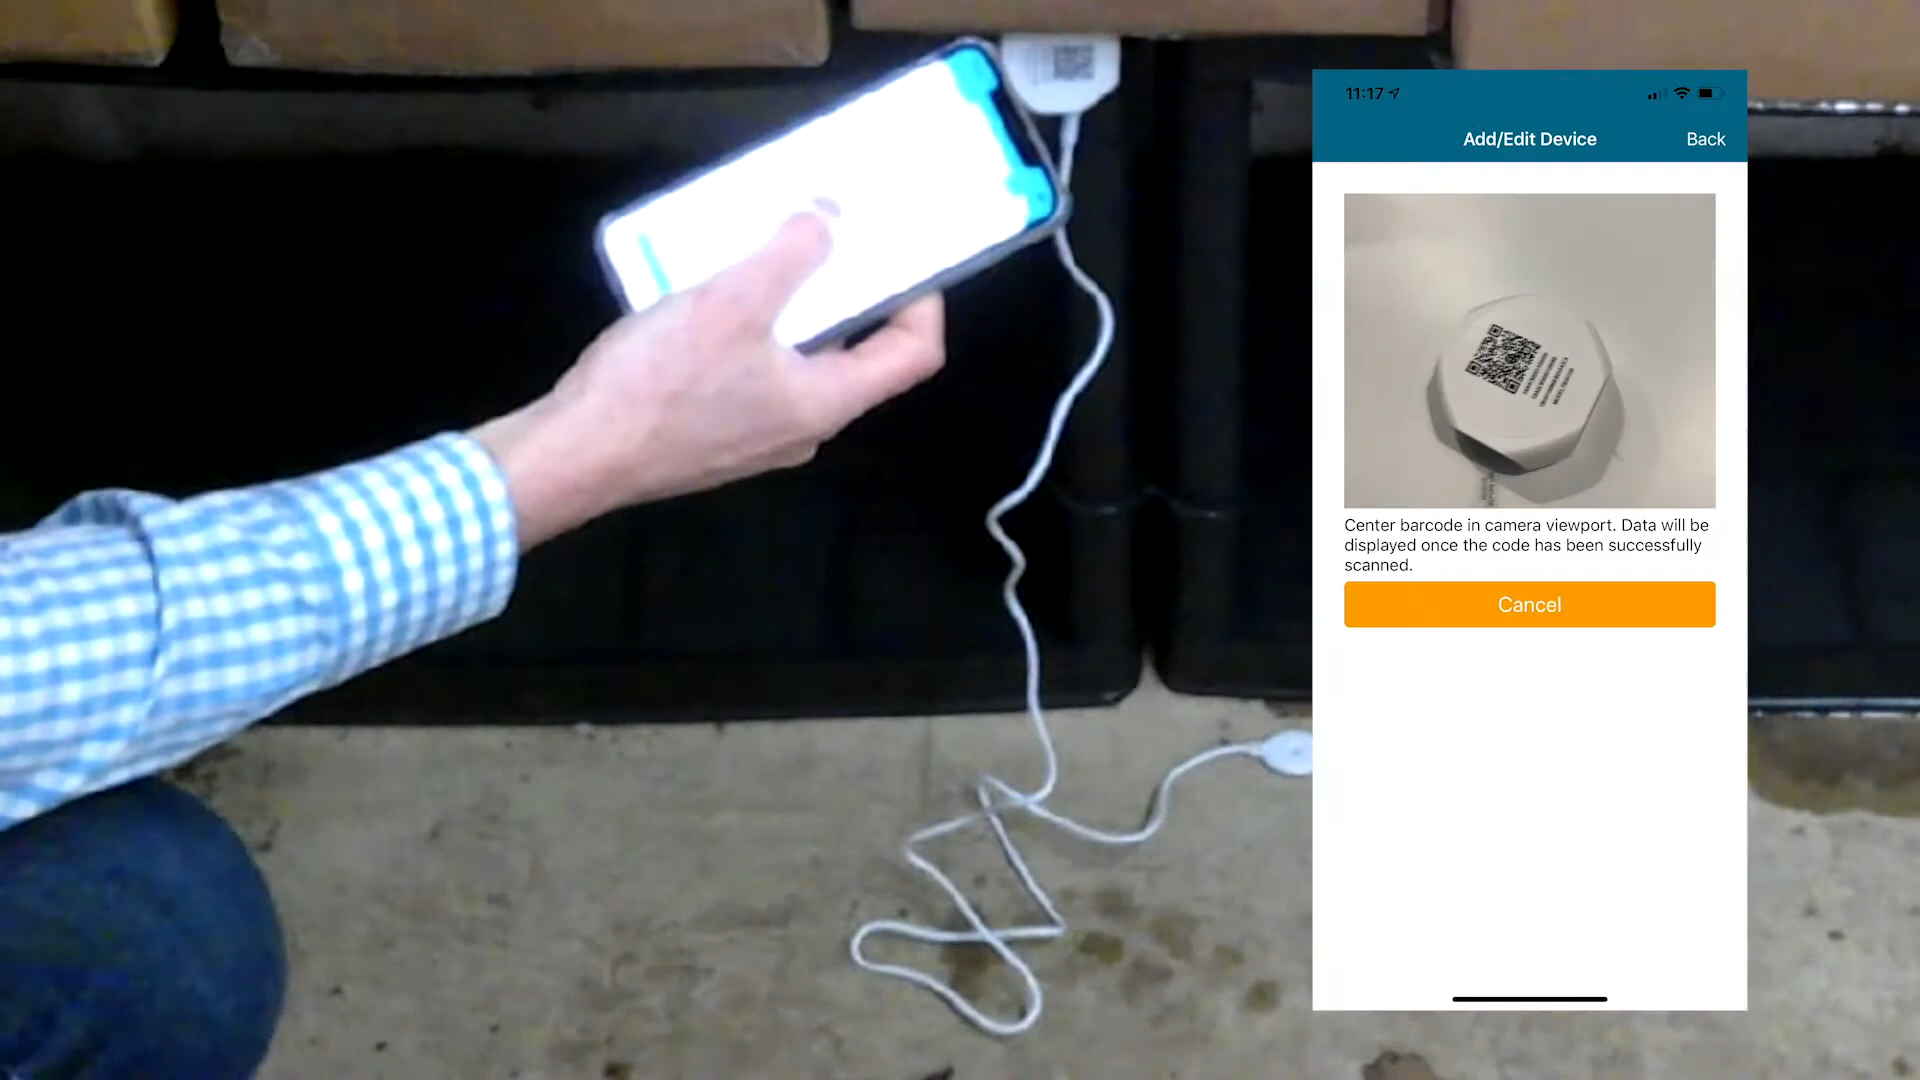 11:17
Add/Edit Device
Back
Center barcode in camera viewport. Data will be
displayed once the code has been successfully
scanned.
Cancel